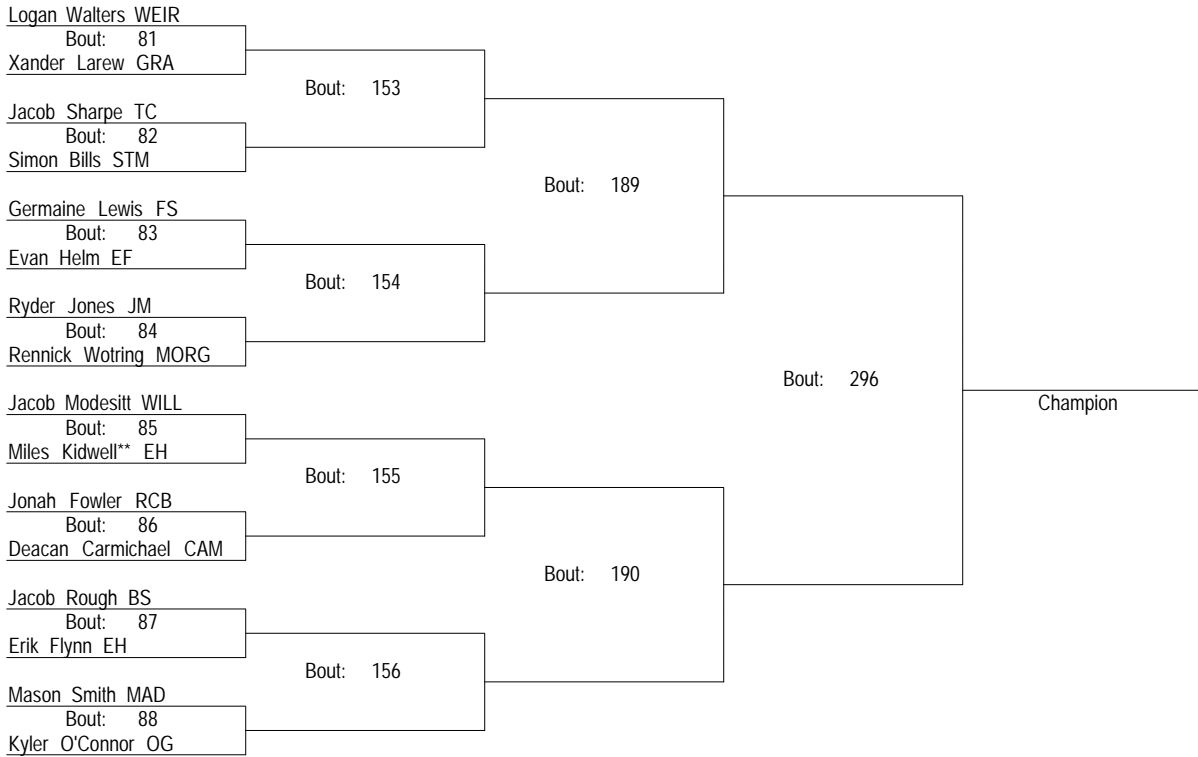 Logan Walters WEIR
Bout: 81
Xander Larew GRA
Bout: 153
Jacob Sharpe TC
Bout: 82
Simon Bills STM
Bout: 189
Germaine Lewis FS
Bout: 83
Evan Helm EF
Bout: 154
Ryder Jones JM
Bout: 84
Rennick Wotring MORG
Bout: 296
Champion
Jacob Modesitt WILL
Bout: 85
Miles Kidwell** EH
Bout: 155
Jonah Fowler RCB
Bout: 86
Deacan Carmichael CAM
Bout: 190
Jacob Rough BS
Bout: 87
Erik Flynn EH
Bout: 156
Mason Smith MAD
Bout: 88
Kyler O'Connor OG